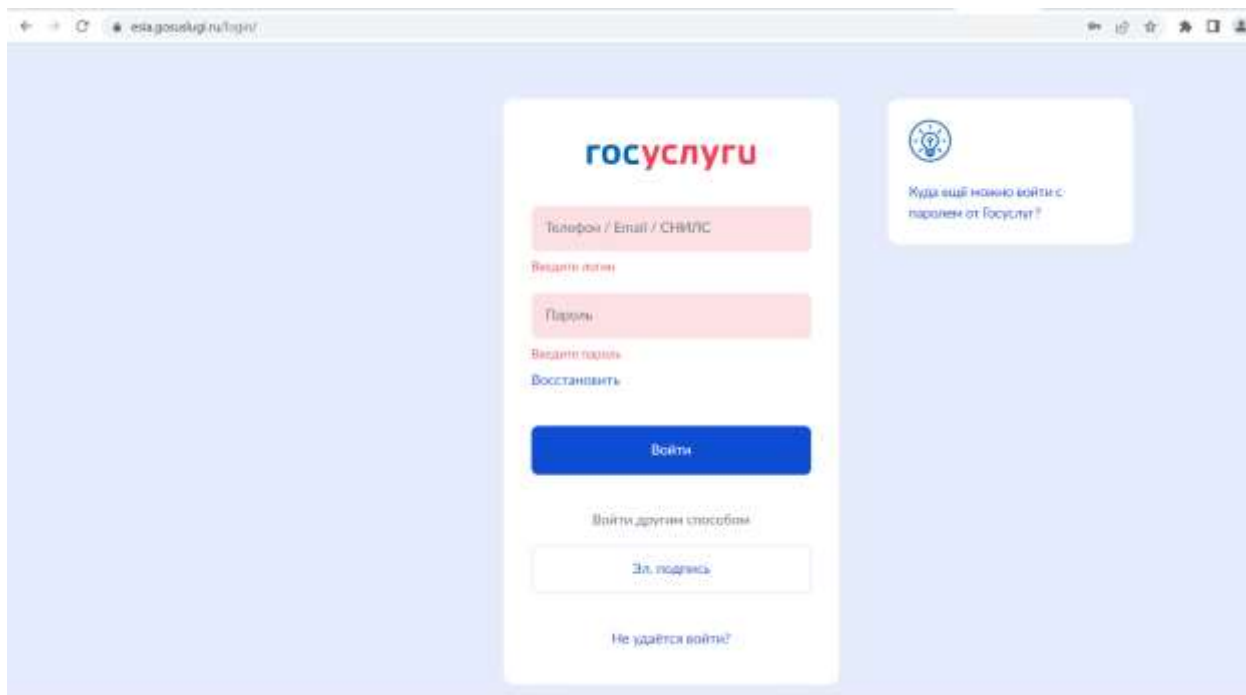 esia.gosuslugi.ru/login/
госуслуги
Телефон / Email / СНИЛС
Введите логин
Пароль
Введите пароль
Восстановить
Войти
Войти другим способом
Эл. подпись
Не удаётся войти?
Куда ещё можно войти с
паролем от Госуслуг?